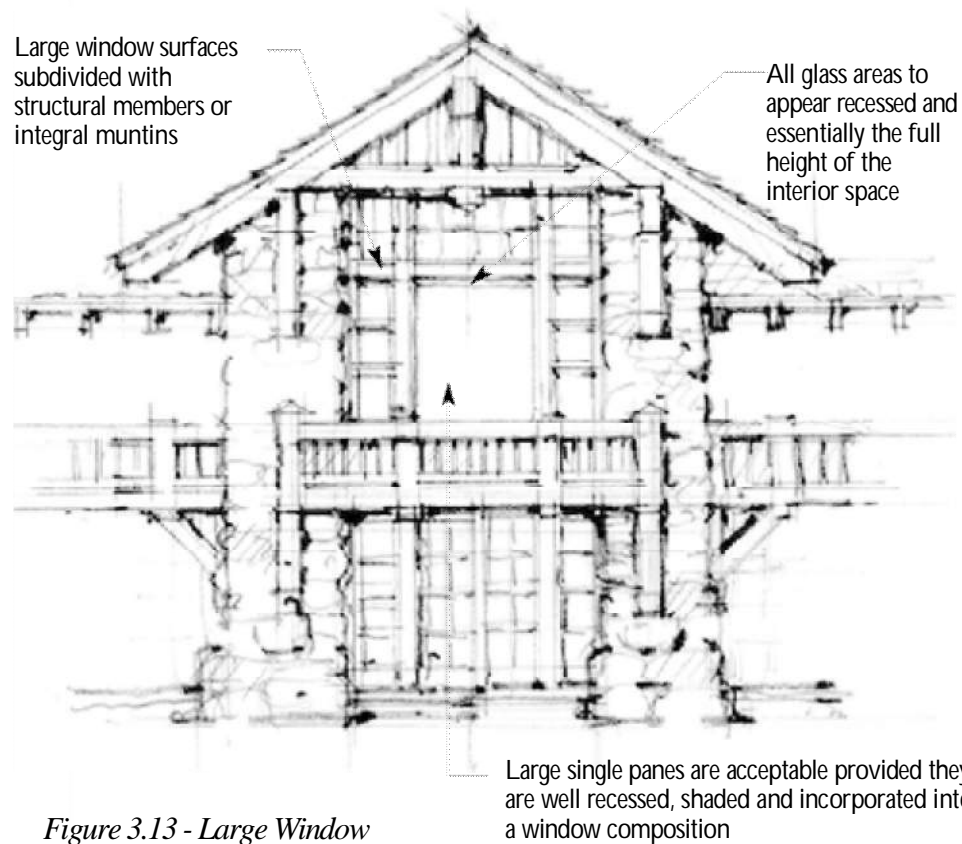 Large window surfaces
subdivided with
structural members or
integral muntins
All glass areas to
appear recessed and
essentially the full
height of the
interior space
Large single panes are acceptable provided they
are well recessed, shaded and incorporated into
a window composition
Figure 3.13 - Large Window